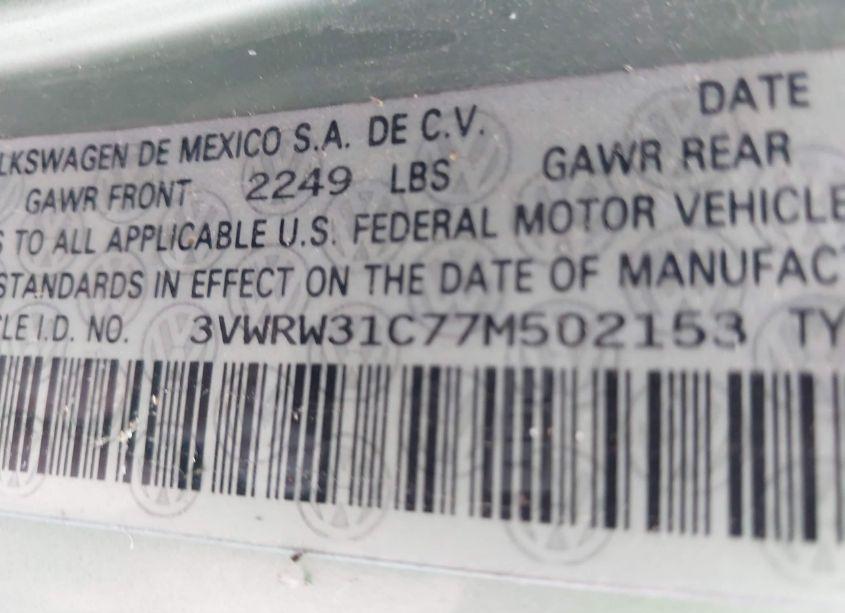 LKSWAGEN DE MEXICO S.A. DE C.V. DATE
GAWR FRONT 2249 LBS GAWR REAR
S TO ALL APPLICABLE U.S. FEDERAL MOTOR VEHICLE
STANDARDS IN EFFECT ON THE DATE OF MANUFACT
CLE I.D. NO. 3VWRW31C77M502153 TY